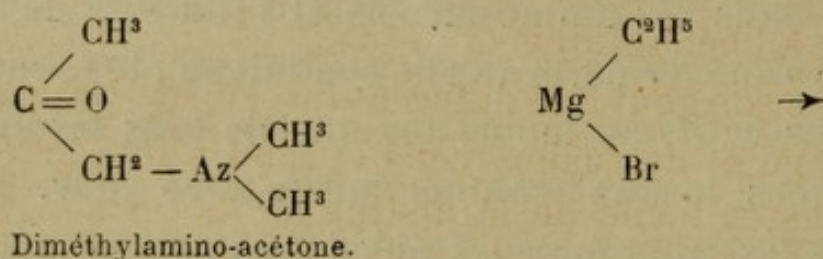 CH³ C²H⁵
C=O Mg →
CH³
CH² — Az Br
CH³
Diméthylamino-acétone.